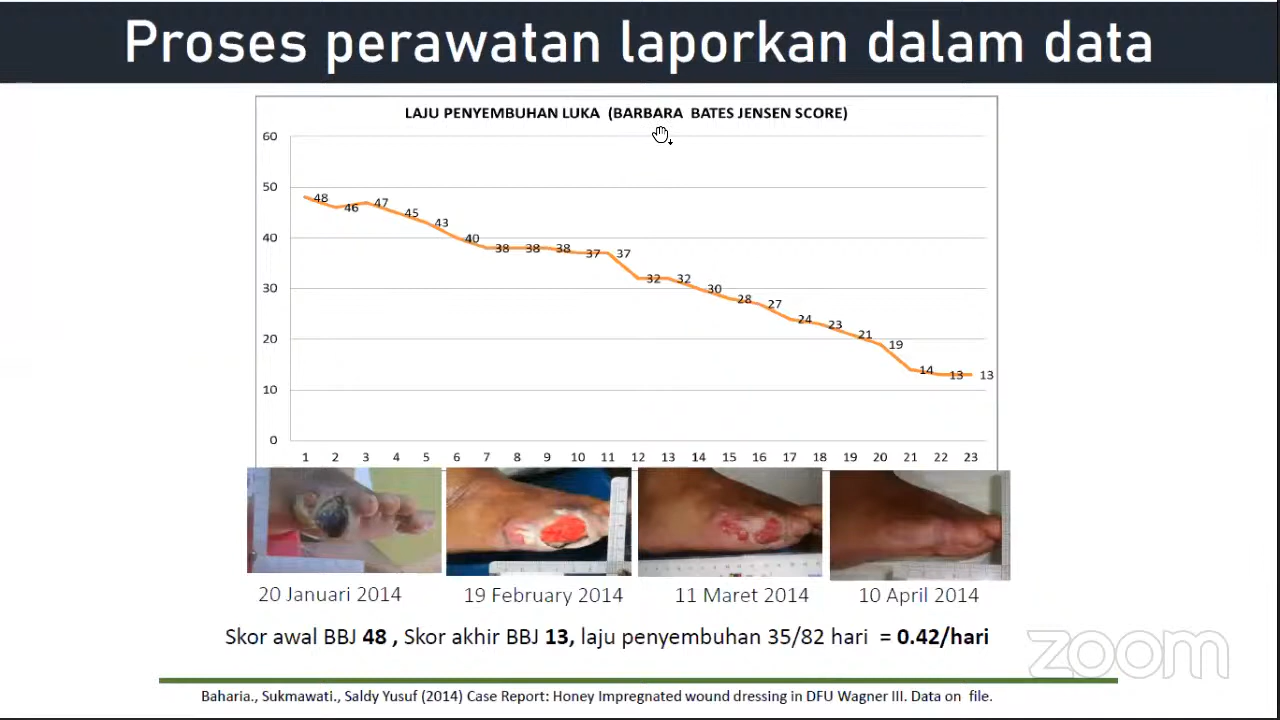 Proses perawatan laporkan dalam data
LAJU PENYEMBUHAN LUKA (BARBARA BATES JENSEN SCORE)
60
50
40
30
20
10
0
48 46 47 45 43 40 38 38 38 37 37 32 32 30 28 27 24 23 21 19 14 13 13
1 2 3 4 5 6 7 8 9 10 11 12 13 14 15 16 17 18 19 20 21 22 23
20 Januari 2014 19 February 2014 11 Maret 2014 10 April 2014
Skor awal BBJ 48 , Skor akhir BBJ 13, laju penyembuhan 35/82 hari = 0.42/hari
zoom
Baharia., Sukmawati., Saldy Yusuf (2014) Case Report: Honey Impregnated wound dressing in DFU Wagner III. Data on file.